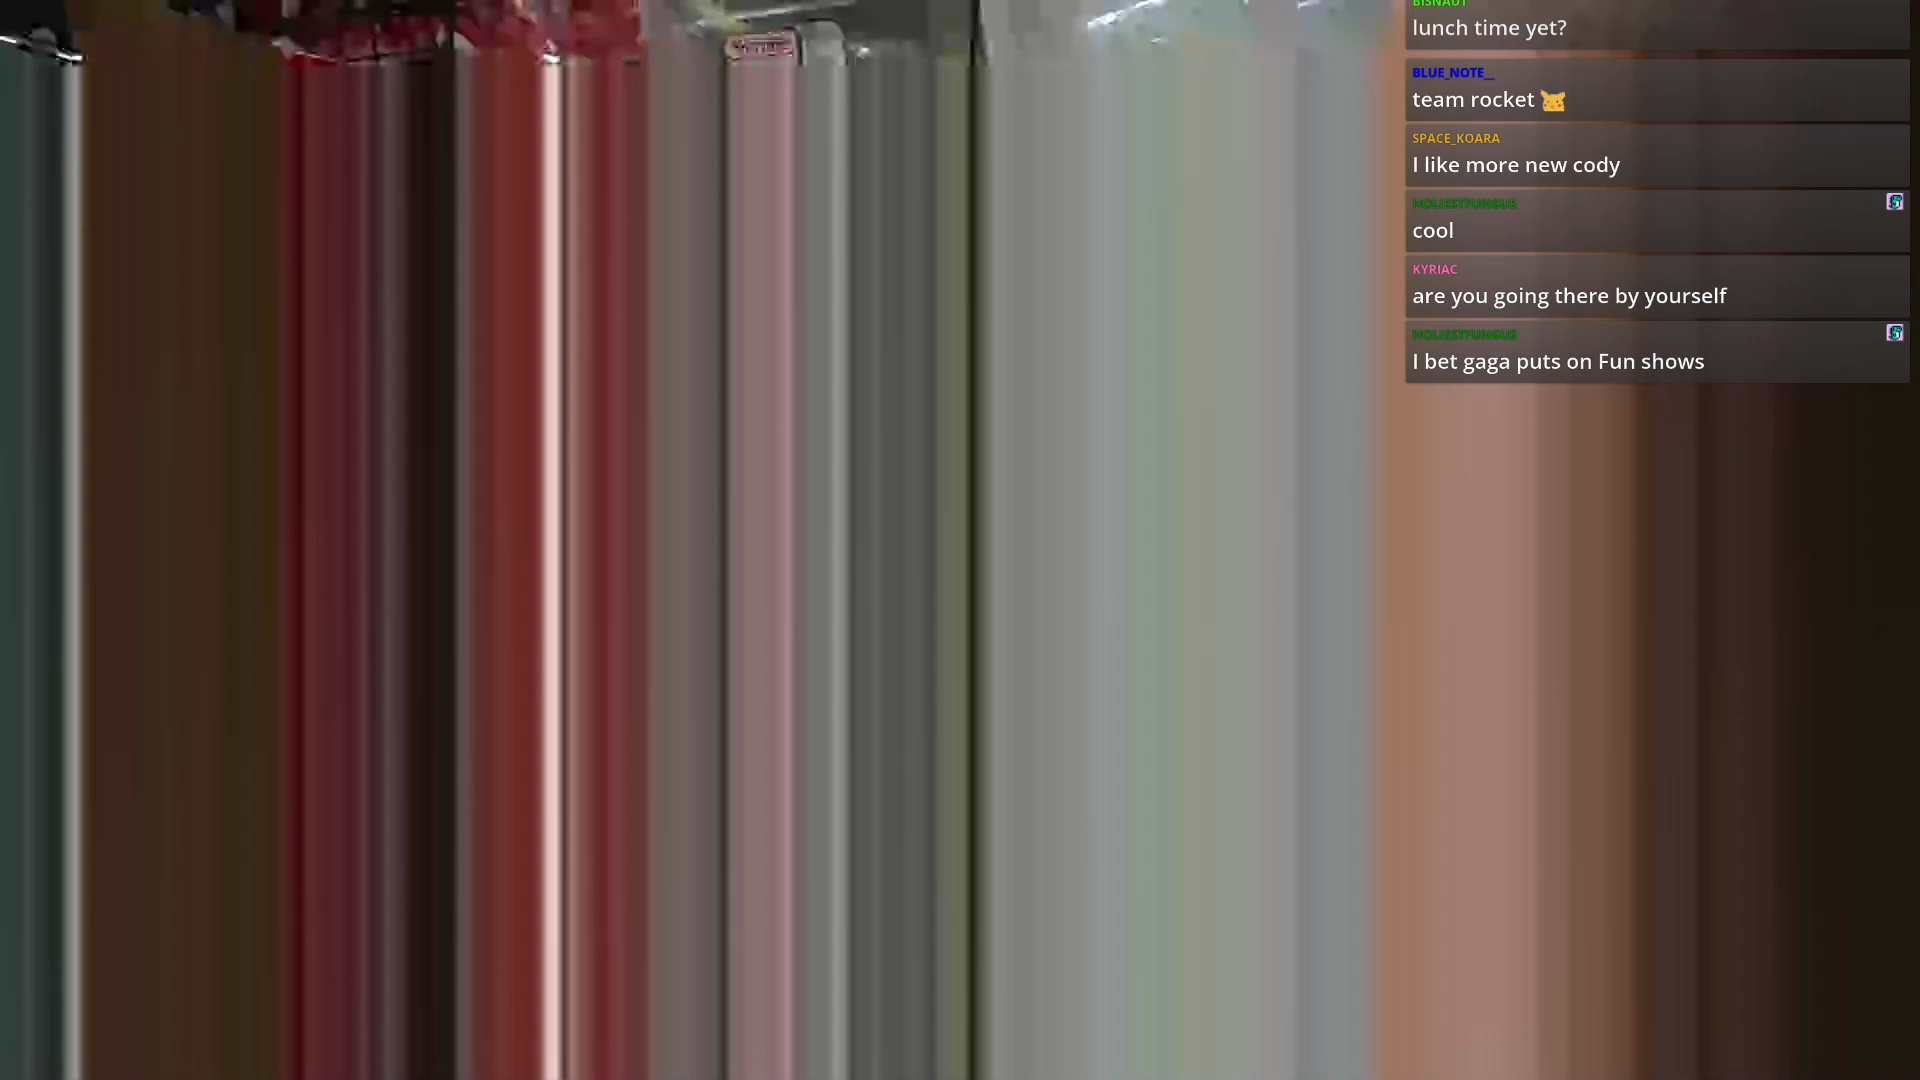 BISNAUT
lunch time yet?
BLUE_NOTE__
team rocket
SPACE_KOARA
I like more new cody
HOLIESTFUNGUS
cool
KYRIAC
are you going there by yourself
HOLIESTFUNGUS
I bet gaga puts on Fun shows